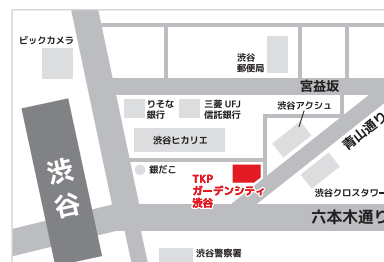 ビックカメラ
渋谷
郵便局
宮益坂
りそな
銀行
三菱 UFJ
信託銀行
渋谷アクシュ
青山通り
渋谷ヒカリエ
渋谷
銀だこ
TKP
ガーデンシティ
渋谷
渋谷クロスタワー
六本木通り
渋谷警察署